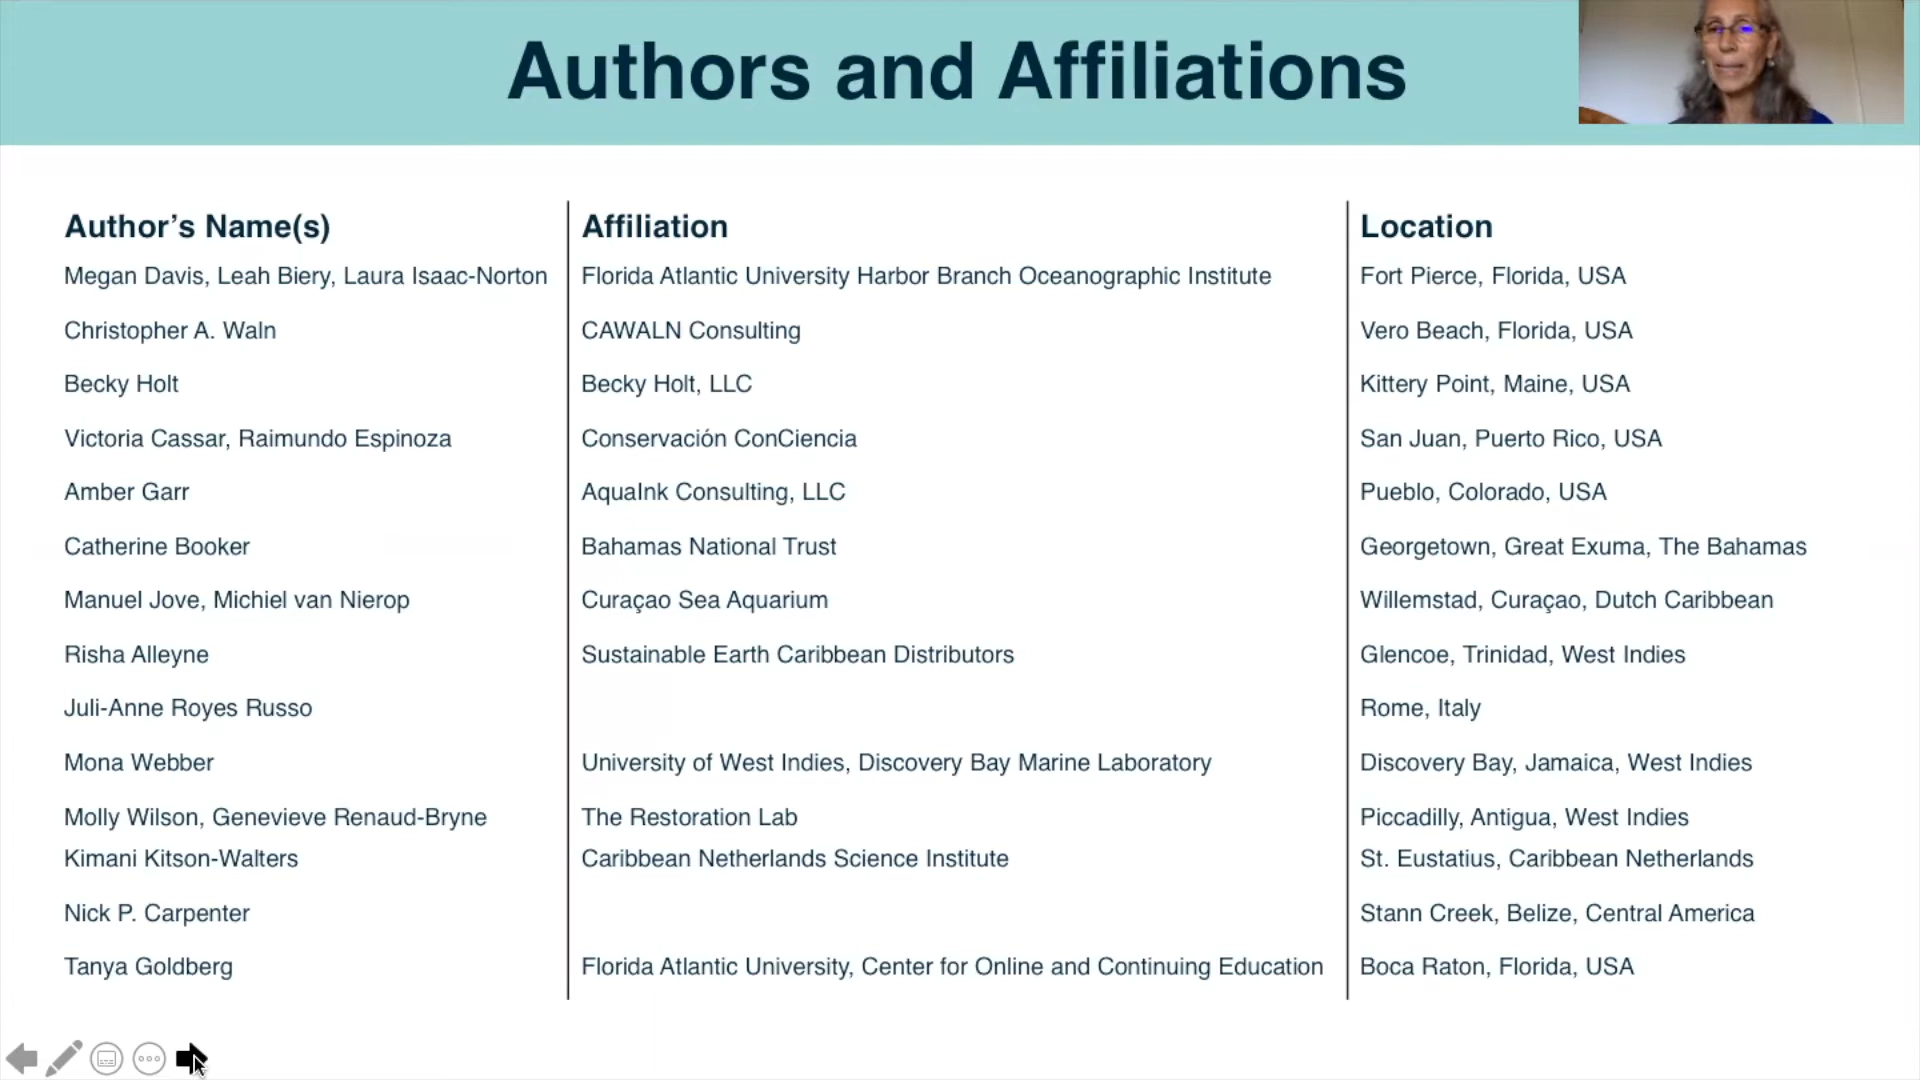 Authors and Affiliations
Author’s Name(s) Affiliation Location
Megan Davis, Leah Biery, Laura Isaac-Norton Florida Atlantic University Harbor Branch Oceanographic Institute Fort Pierce, Florida, USA
Christopher A. Waln CAWALN Consulting Vero Beach, Florida, USA
Becky Holt Becky Holt, LLC Kittery Point, Maine, USA
Victoria Cassar, Raimundo Espinoza Conservación ConCiencia San Juan, Puerto Rico, USA
Amber Garr AquaInk Consulting, LLC Pueblo, Colorado, USA
Catherine Booker Bahamas National Trust Georgetown, Great Exuma, The Bahamas
Manuel Jove, Michiel van Nierop Curaçao Sea Aquarium Willemstad, Curaçao, Dutch Caribbean
Risha Alleyne Sustainable Earth Caribbean Distributors Glencoe, Trinidad, West Indies
Juli-Anne Royes Russo Rome, Italy
Mona Webber University of West Indies, Discovery Bay Marine Laboratory Discovery Bay, Jamaica, West Indies
Molly Wilson, Genevieve Renaud-Bryne The Restoration Lab Piccadilly, Antigua, West Indies
Kimani Kitson-Walters Caribbean Netherlands Science Institute St. Eustatius, Caribbean Netherlands
Nick P. Carpenter Stann Creek, Belize, Central America
Tanya Goldberg Florida Atlantic University, Center for Online and Continuing Education Boca Raton, Florida, USA